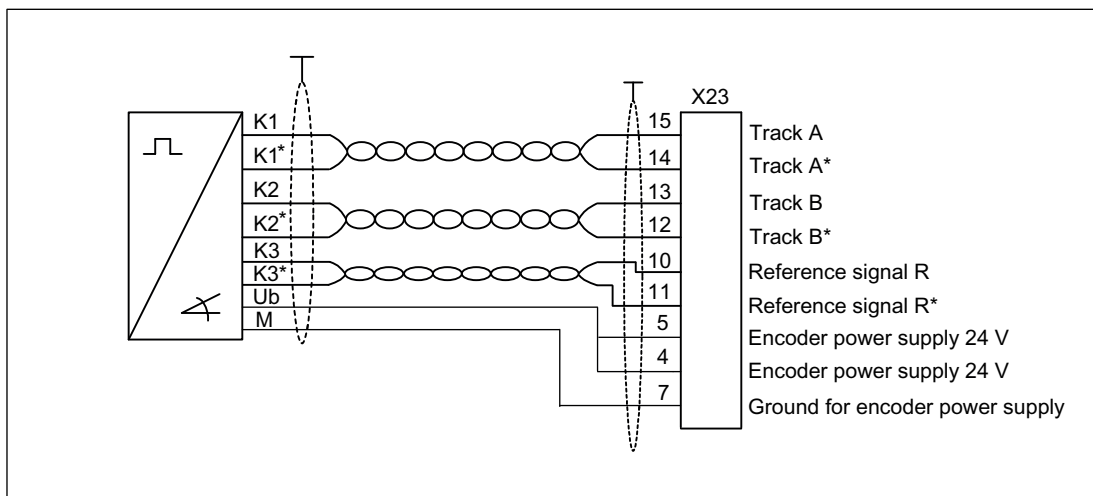 X23
K1 15 Track A
K1* 14 Track A*
K2 13 Track B
K2* 12 Track B*
K3 10 Reference signal R
K3* 11 Reference signal R*
Ub 5 Encoder power supply 24 V
4 Encoder power supply 24 V
M 7 Ground for encoder power supply